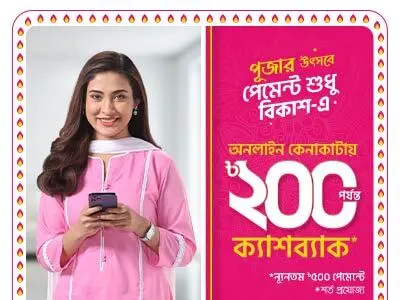 পূজার উৎসবে
পেমেন্ট শুধু
বিকাশ-এ
অনলাইন কেনাকাটায়
৳২০০
পর্যন্ত
ক্যাশব্যাক*
*ন্যূনতম ৳৫০০ পেমেন্টে
*শর্ত প্রযোজ্য